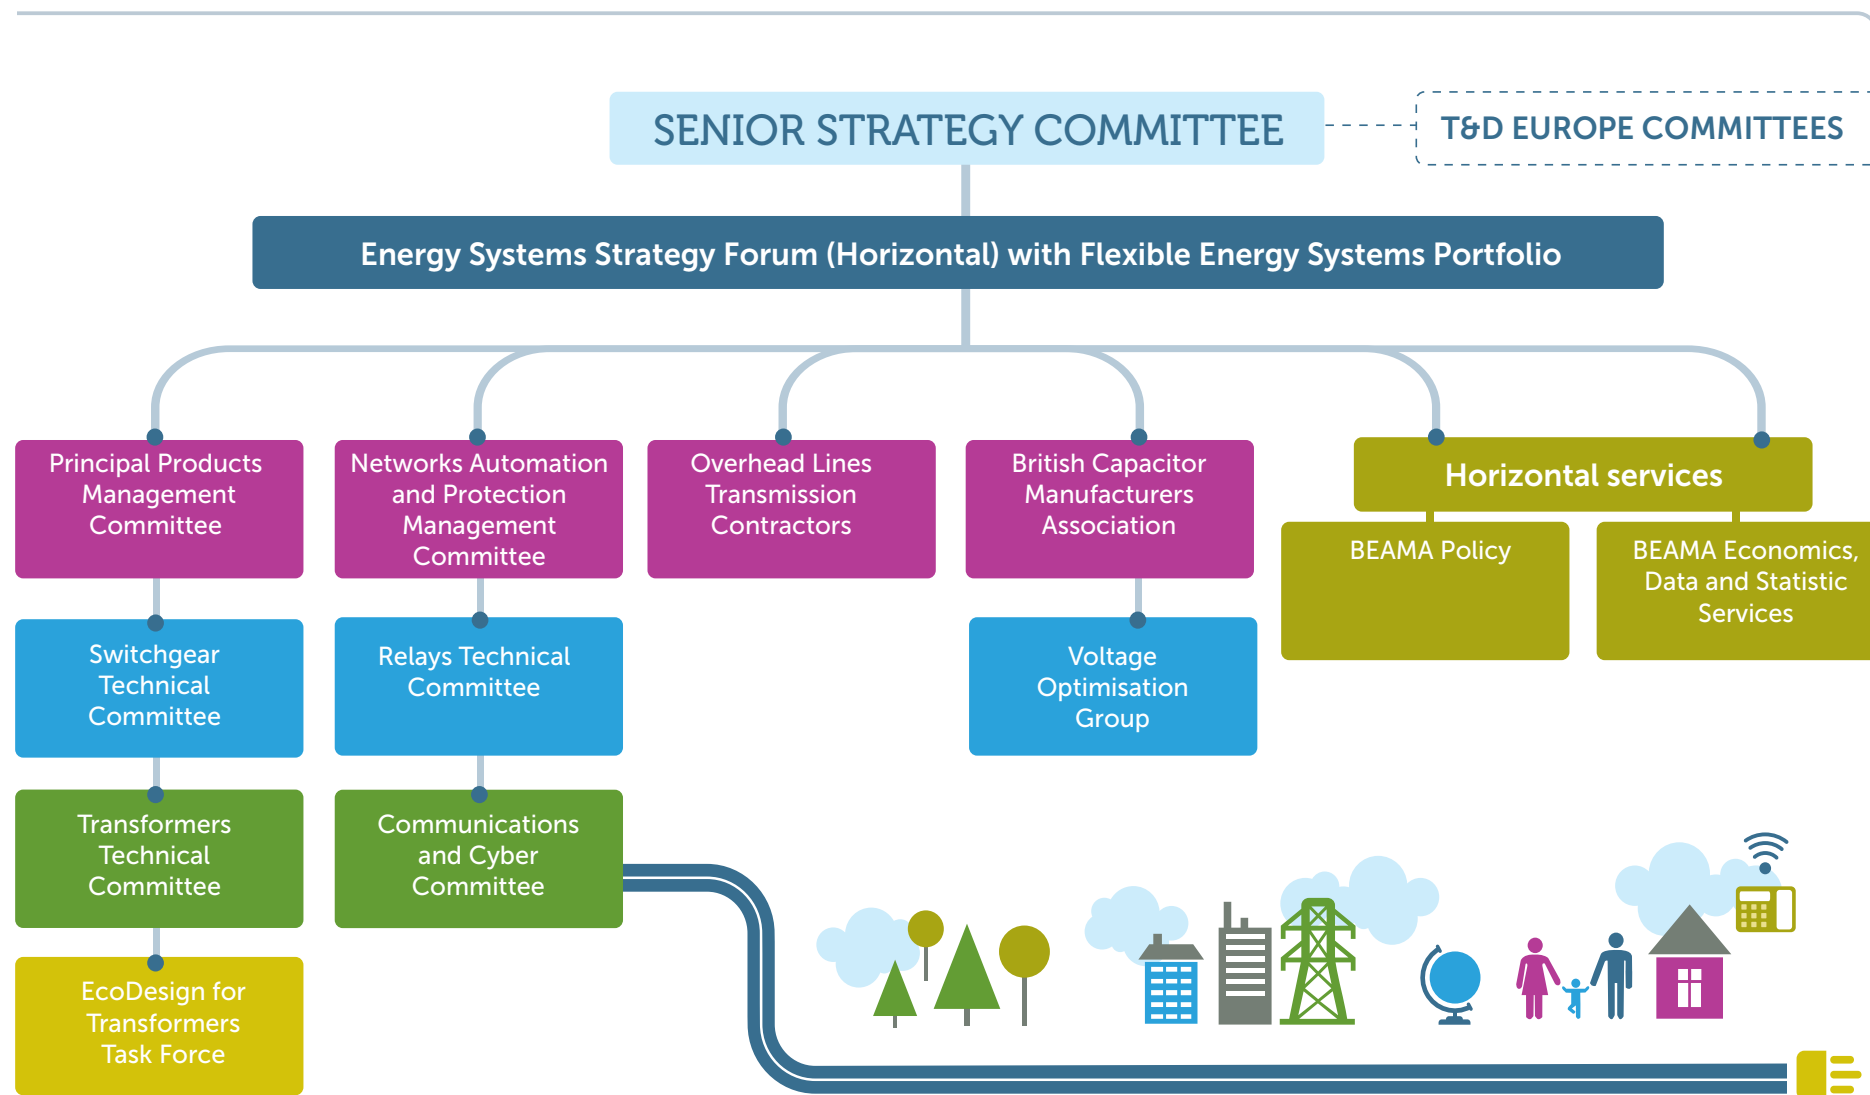 SENIOR STRATEGY COMMITTEE
T&D EUROPE COMMITTEES
Energy Systems Strategy Forum (Horizontal) with Flexible Energy Systems Portfolio
Principal Products
Management
Committee
Networks Automation
and Protection
Management
Committee
Overhead Lines
Transmission
Contractors
British Capacitor
Manufacturers
Association
Horizontal services
BEAMA Policy
BEAMA Economics,
Data and Statistic
Services
Switchgear
Technical
Committee
Relays Technical
Committee
Voltage
Optimisation
Group
Transformers
Technical
Committee
Communications
and Cyber
Committee
EcoDesign for
Transformers
Task Force